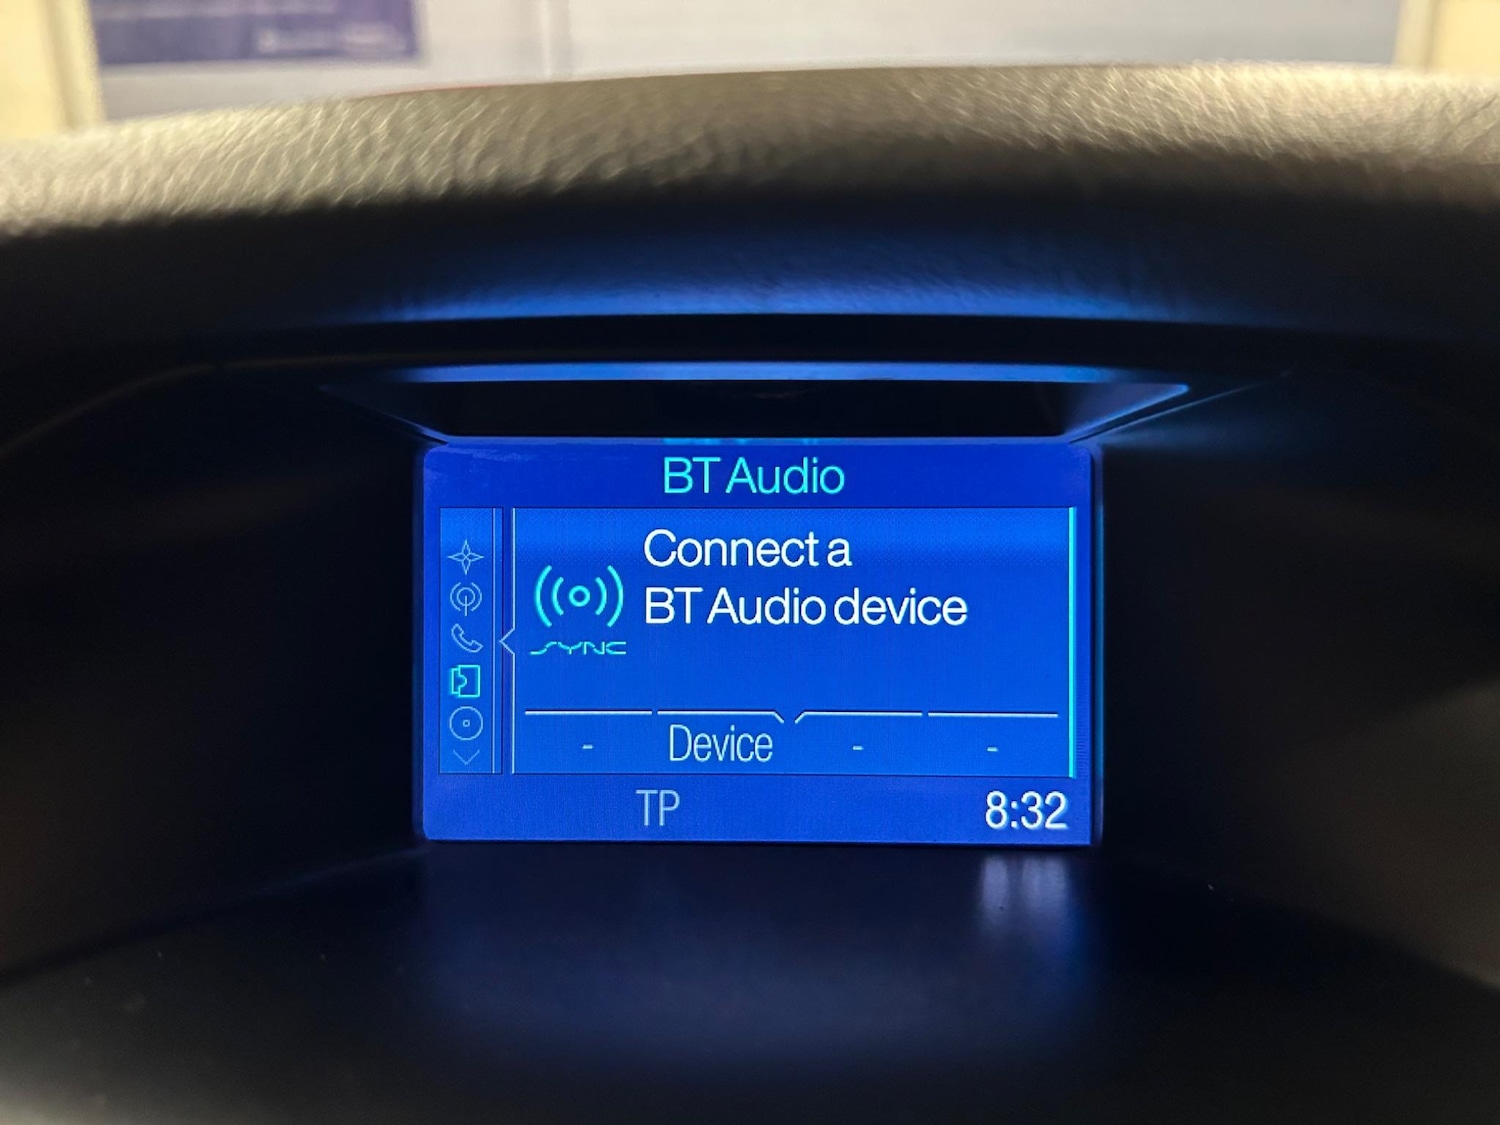 BT Audio
Connect a
BT Audio device
SYNC
- Device - -
TP 8:32